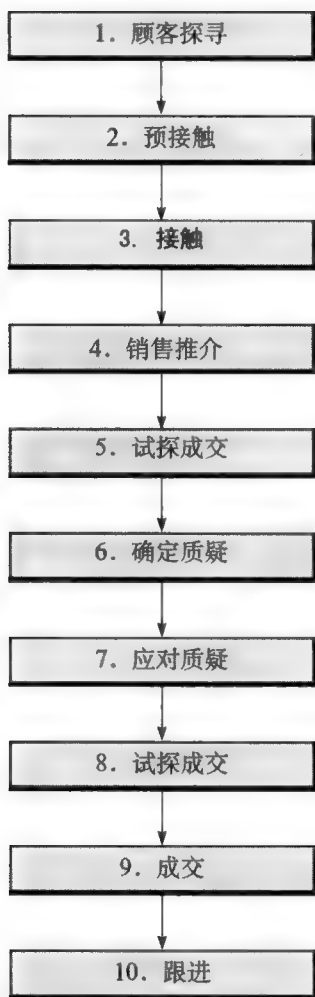 1. 顾客探寻
2. 预接触
3. 接触
4. 销售推介
5. 试探成交
6. 确定质疑
7. 应对质疑
8. 试探成交
9. 成交
10. 跟进